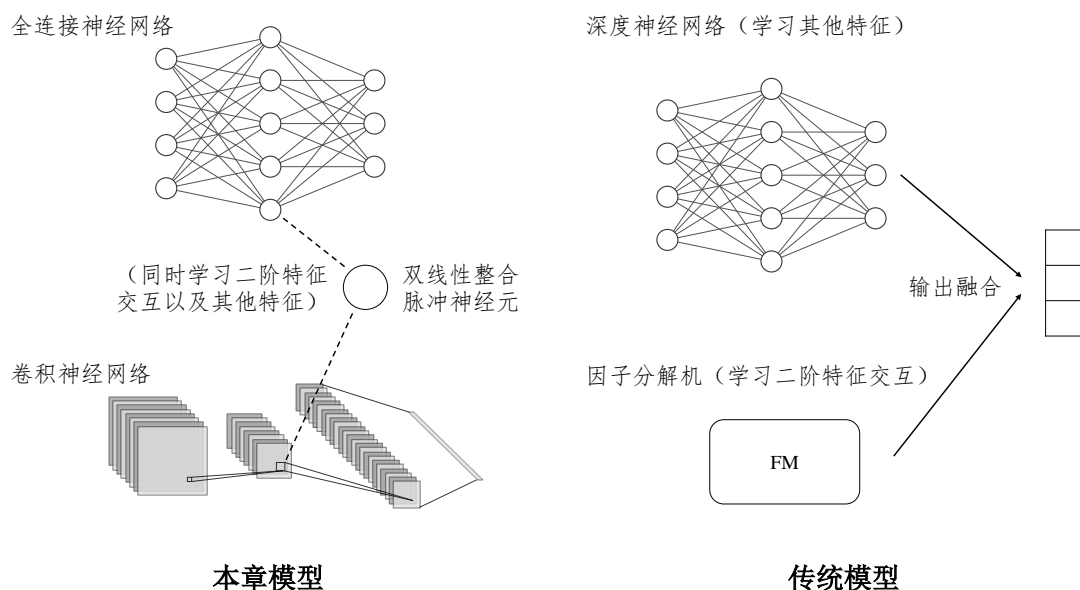 全连接神经网络
（同时学习二阶特征
交互以及其他特征）
双线性整合
脉冲神经元
卷积神经网络
本章模型
深度神经网络（学习其他特征）
输出融合
因子分解机（学习二阶特征交互）
FM
传统模型